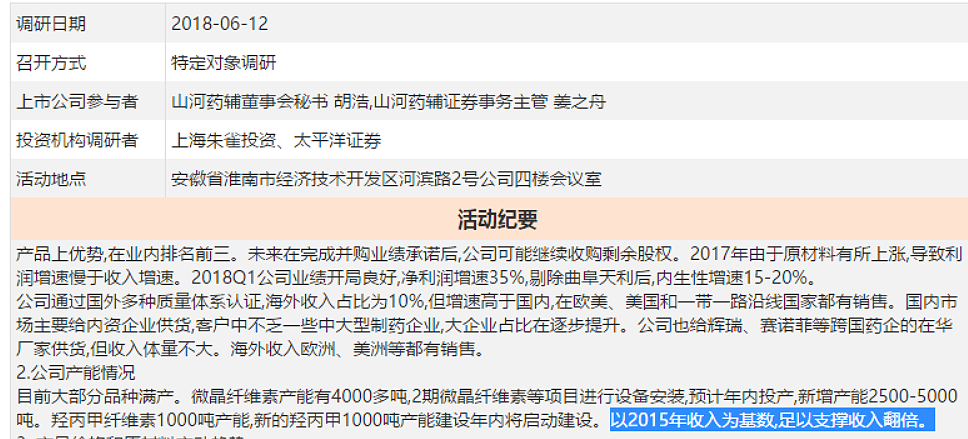 调研日期 2018-06-12
召开方式 特定对象调研
上市公司参与者 山河药辅董事会秘书 胡浩,山河药辅证券事务主管 姜之舟
投资机构调研者 上海朱雀投资、太平洋证券
活动地点 安徽省淮南市经济技术开发区河滨路2号公司四楼会议室
活动纪要
产品上优势,在业内排名前三。未来在完成并购业绩承诺后,公司可能继续收购剩余股权。2017年由于原材料有所上涨,导致利
润增速慢于收入增速。2018Q1公司业绩开局良好,净利润增速35%,剔除曲阜天利后,内生性增速15-20%。
公司通过国外多种质量体系认证,海外收入占比为10%,但增速高于国内,在欧美、美国和一带一路沿线国家都有销售。国内市
场主要给内资企业供货,客户中不乏一些中大型制药企业,大企业占比在逐步提升。公司也给辉瑞、赛诺菲等跨国药企的在华
厂家供货,但收入体量不大。海外收入欧洲、美洲等都有销售。
2.公司产能情况
目前大部分品种满产。微晶纤维素产能有4000多吨,2期微晶纤维素等项目进行设备安装,预计年内投产,新增产能2500-5000
吨。羟丙甲纤维素1000吨产能,新的羟丙甲1000吨产能建设年内将启动建设。以2015年收入为基数,足以支撑收入翻倍。